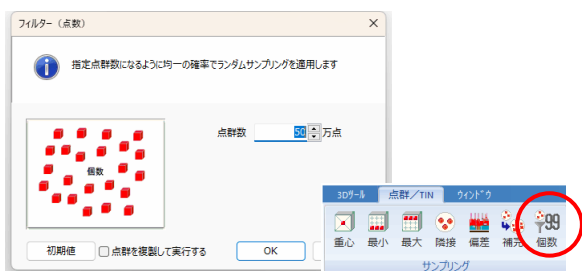 フィルター（点数）
指定点群数になるように均一の確率でランダムサンプリングを適用します
個数
点群数 50 万点
初期値 点群を複製して実行する OK
3Dツール 点群／TIN ウィンドウ
99
重心 最小 最大 隣接 偏差 補充 個数
サンプリング